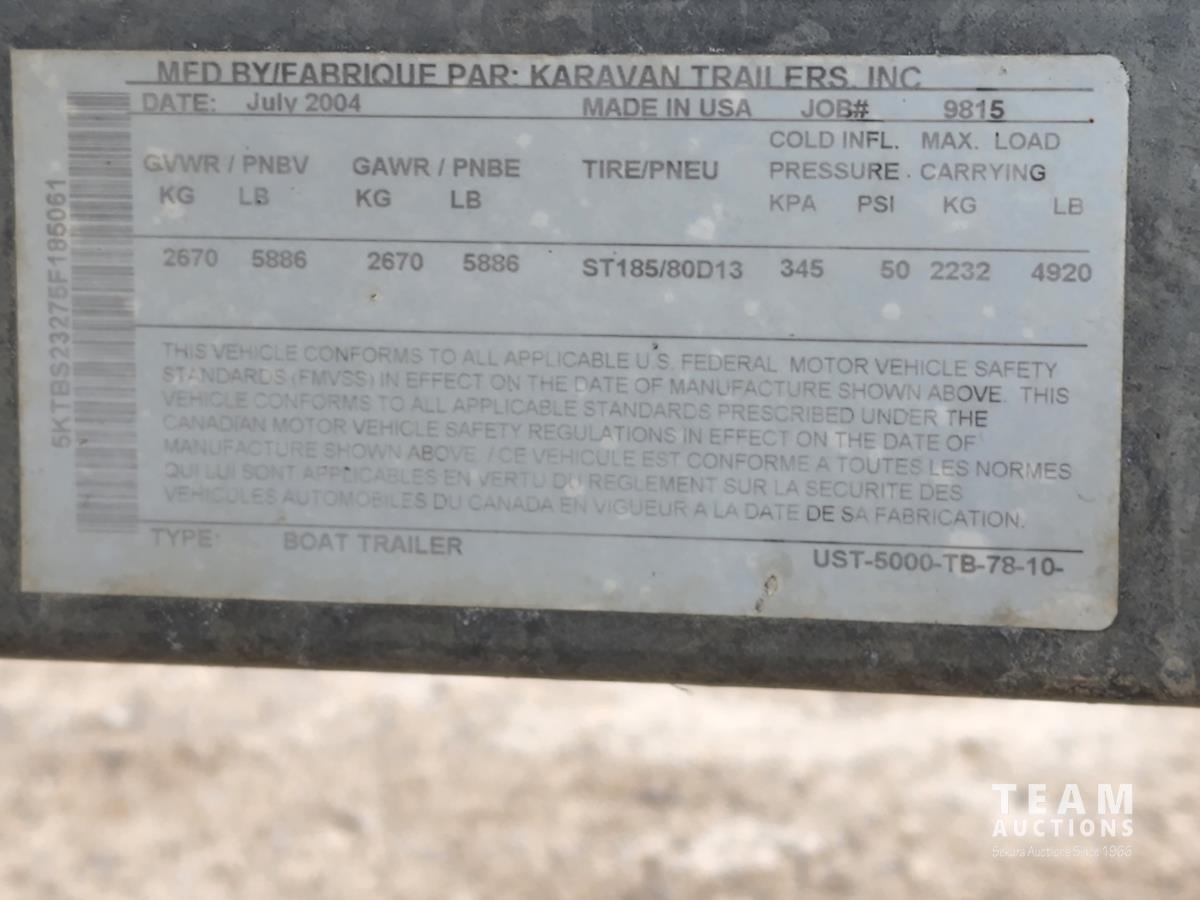 MFD BY/FABRIQUE PAR: KARAVAN TRAILERS, INC
DATE: July 2004 MADE IN USA JOB# 9815
COLD INFL. MAX. LOAD
GVWR / PNBV GAWR / PNBE TIRE/PNEU PRESSURE CARRYING
KG LB KG LB KPA PSI KG LB
2670 5886 2670 5886 ST185/80D13 345 50 2232 4920
THIS VEHICLE CONFORMS TO ALL APPLICABLE U.S. FEDERAL MOTOR VEHICLE SAFETY
STANDARDS (FMVSS) IN EFFECT ON THE DATE OF MANUFACTURE SHOWN ABOVE. THIS
VEHICLE CONFORMS TO ALL APPLICABLE STANDARDS PRESCRIBED UNDER THE
CANADIAN MOTOR VEHICLE SAFETY REGULATIONS IN EFFECT ON THE DATE OF
MANUFACTURE SHOWN ABOVE. / CE VEHICULE EST CONFORME A TOUTES LES NORMES
QUI LUI SONT APPLICABLES EN VERTU DU REGLEMENT SUR LA SECURITE DES
VEHICULES AUTOMOBILES DU CANADA EN VIGUEUR A LA DATE DE SA FABRICATION.
TYPE: BOAT TRAILER UST-5000-TB-78-10-
5KTBS23275F185061
TEAM
AUCTIONS
Sekura Auctions Since 1966